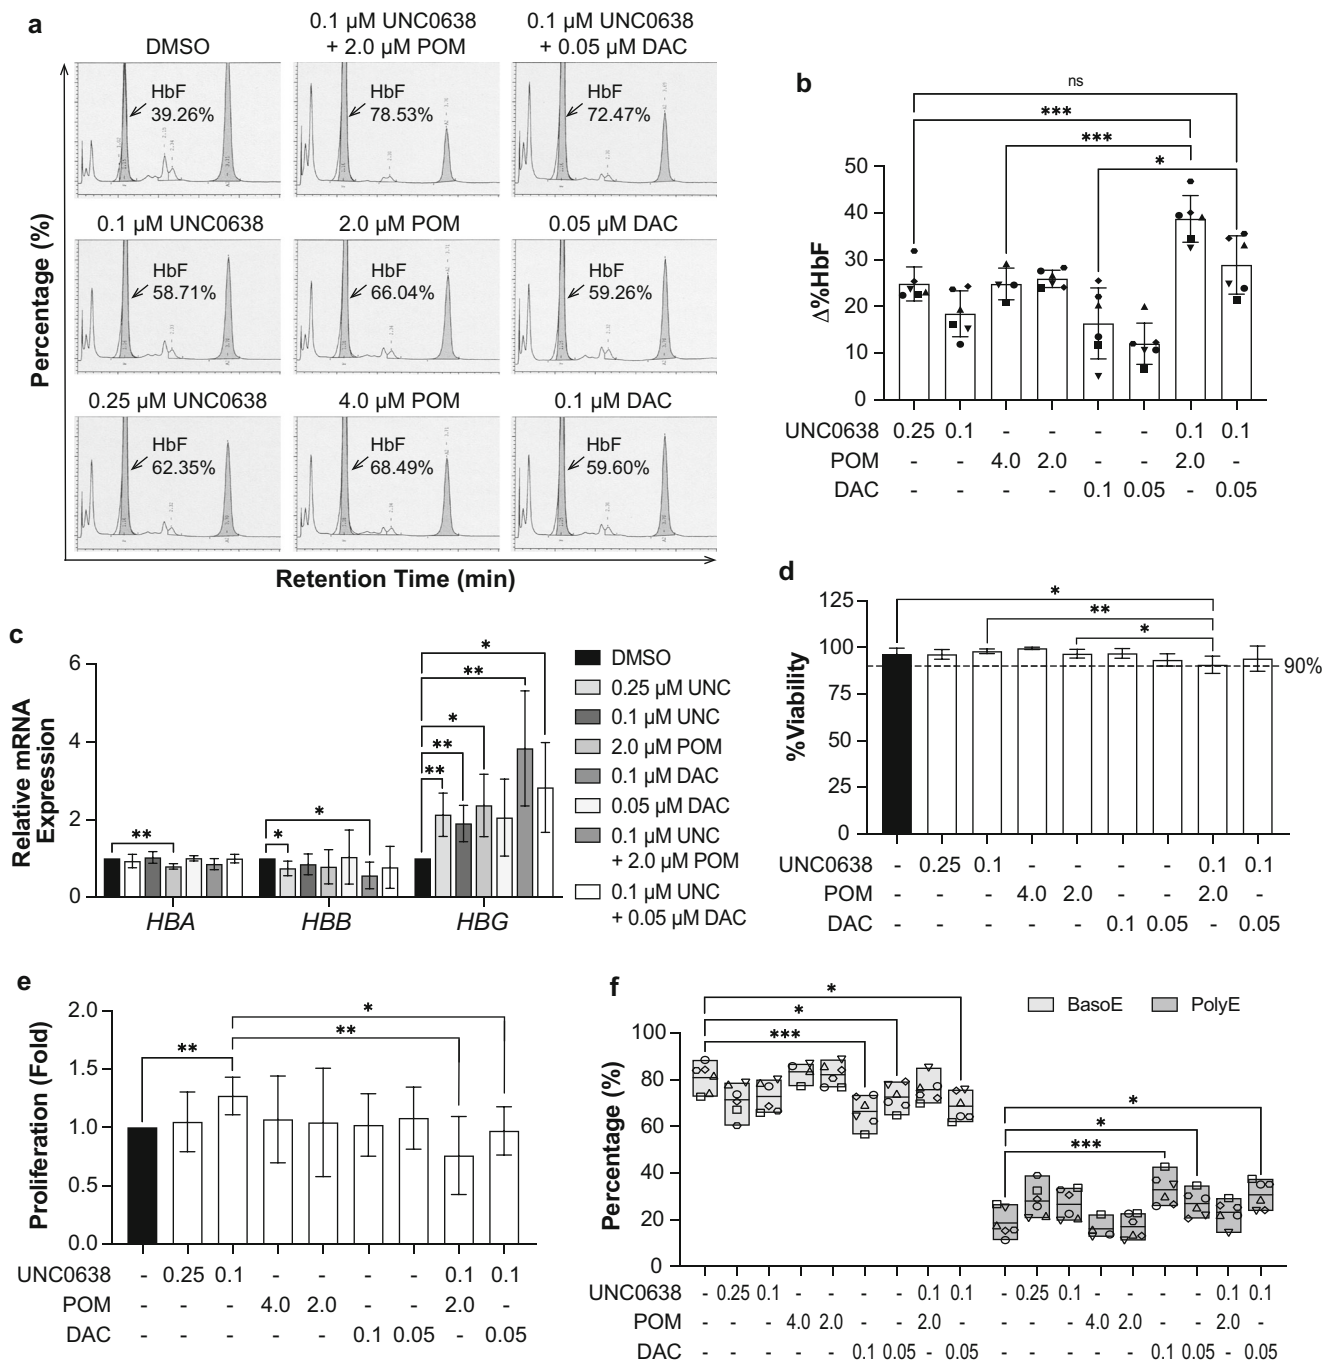 a
DMSO
0.1 µM UNC0638
+ 2.0 µM POM
0.1 µM UNC0638
+ 0.05 µM DAC
HbF
39.26%
HbF
78.53%
HbF
72.47%
0.1 µM UNC0638
2.0 µM POM
0.05 µM DAC
HbF
58.71%
HbF
66.04%
HbF
59.26%
0.25 µM UNC0638
4.0 µM POM
0.1 µM DAC
HbF
62.35%
HbF
68.49%
HbF
59.60%
Percentage (%)
Retention Time (min)
b
ns
***
***
*
50
40
30
20
10
0
Δ%HbF
UNC0638 0.25 0.1 - - - - 0.1 0.1
POM - - 4.0 2.0 - - 2.0 -
DAC - - - - 0.1 0.05 - 0.05
c
6
4
2
0
Relative mRNA
Expression
**
*
*
**
**
*
**
*
HBA HBB HBG
DMSO
0.25 µM UNC
0.1 µM UNC
2.0 µM POM
0.1 µM DAC
0.05 µM DAC
0.1 µM UNC
+ 2.0 µM POM
0.1 µM UNC
+ 0.05 µM DAC
d
*
**
*
125
100
75
50
25
0
%Viability
90%
UNC0638 - 0.25 0.1 - - - - 0.1 0.1
POM - - - 4.0 2.0 - - 2.0 -
DAC - - - - - 0.1 0.05 - 0.05
e
2.0
1.5
1.0
0.5
0.0
Proliferation (Fold)
**
*
**
UNC0638 - 0.25 0.1 - - - - 0.1 0.1
POM - - - 4.0 2.0 - - 2.0 -
DAC - - - - - 0.1 0.05 - 0.05
f
BasoE PolyE
*
*
***
*
*
***
100
80
60
40
20
0
Percentage (%)
UNC0638 - 0.25 0.1 - - - - 0.1 0.1 - 0.25 0.1 - - - - 0.1 0.1
POM - - - 4.0 2.0 - - 2.0 - - - - 4.0 2.0 - - 2.0 -
DAC - - - - - 0.1 0.05 - 0.05 - - - - - 0.1 0.05 - 0.05